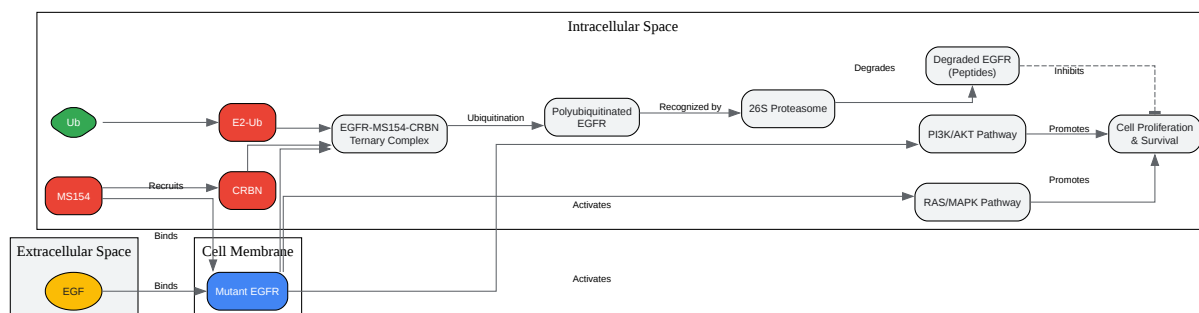 Intracellular Space
Ub
E2-Ub
EGFR-MS154-CRBN
Ternary Complex
Ubiquitination
Polyubiquitinated
EGFR
Recognized by
26S Proteasome
Degrades
Degraded EGFR
(Peptides)
Inhibits
PI3K/AKT Pathway
Promotes
Cell Proliferation
& Survival
MS154
Recruits
CRBN
Activates
RAS/MAPK Pathway
Promotes
Binds
Extracellular Space
Cell Membrane
EGF
Binds
Mutant EGFR
Activates